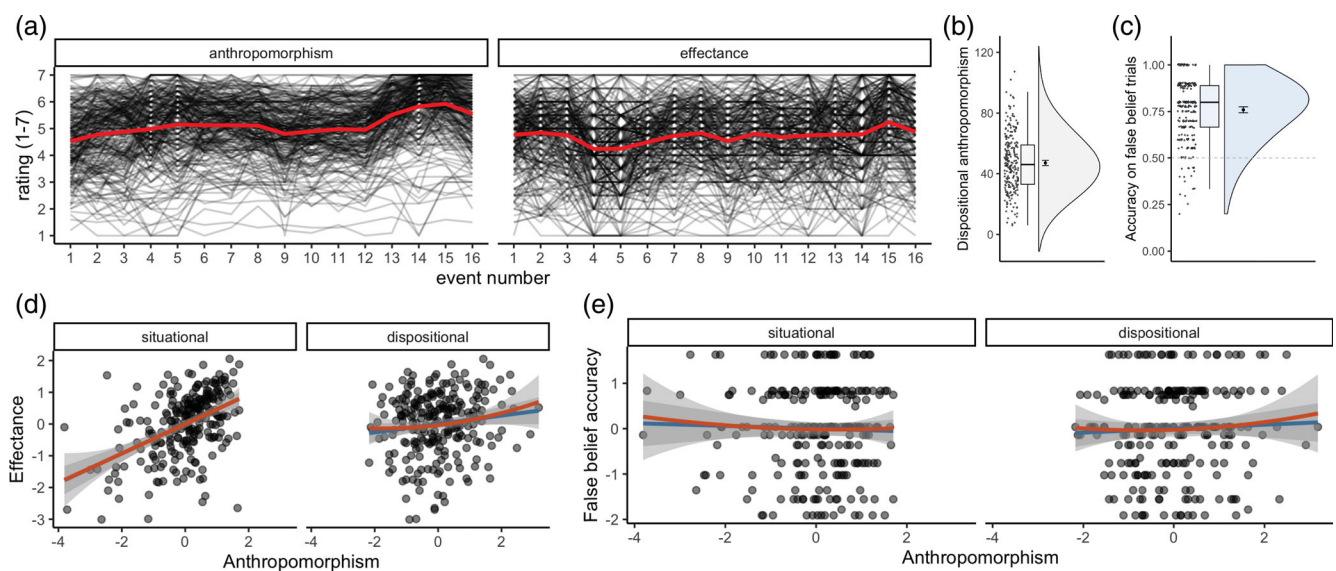 (a)
anthropomorphism
effectance
rating (1-7)
7
6
5
4
3
2
1
1 2 3 4 5 6 7 8 9 10 11 12 13 14 15 16
1 2 3 4 5 6 7 8 9 10 11 12 13 14 15 16
event number
(b)
Dispositional anthropomorphism
120
80
40
0
(c)
Accuracy on false belief trials
1.00
0.75
0.50
0.25
0.00
(d)
situational
dispositional
Effectance
2
1
0
-1
-2
-3
-4 -2 0 2 -4 -2 0 2
Anthropomorphism
(e)
situational
dispositional
False belief accuracy
1
0
-1
-2
-4 -2 0 2 -4 -2 0 2
Anthropomorphism